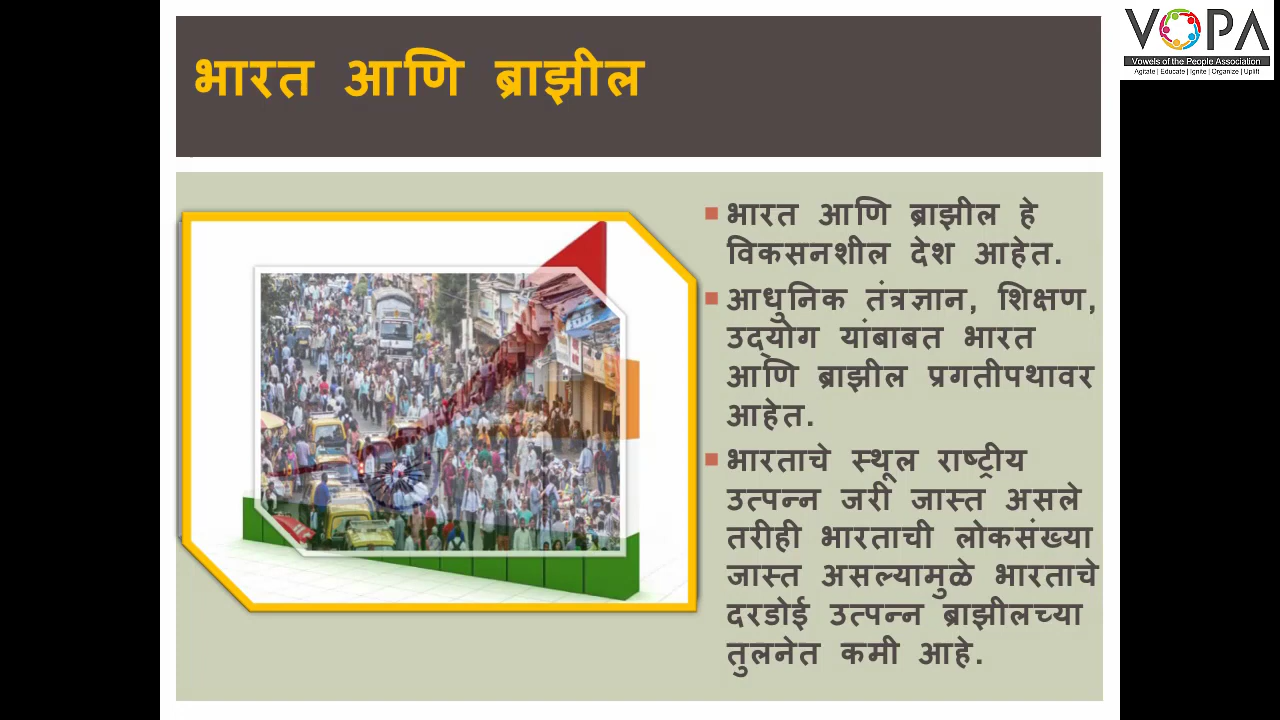 VOPA
Vowels of the People Association
Agitate | Educate | Ignite | Organize | Uplift
भारत आणि ब्राझील
भारत आणि ब्राझील हे
विकसनशील देश आहेत.
आधुनिक तंत्रज्ञान, शिक्षण,
उद्योग यांबाबत भारत
आणि ब्राझील प्रगतीपथावर
आहेत.
भारताचे स्थूल राष्ट्रीय
उत्पन्न जरी जास्त असले
तरीही भारताची लोकसंख्या
जास्त असल्यामुळे भारताचे
दरडोई उत्पन्न ब्राझीलच्या
तुलनेत कमी आहे.